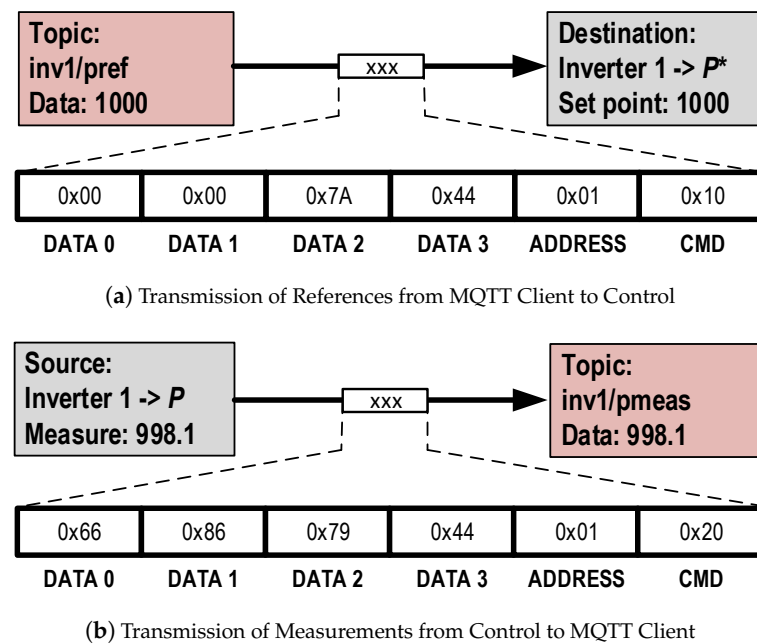 Topic:
inv1/pref
Data: 1000
xxx
Destination:
Inverter 1 -> P*
Set point: 1000
0x00 0x00 0x7A 0x44 0x01 0x10
DATA 0 DATA 1 DATA 2 DATA 3 ADDRESS CMD
(a) Transmission of References from MQTT Client to Control
Source:
Inverter 1 -> P
Measure: 998.1
xxx
Topic:
inv1/pmeas
Data: 998.1
0x66 0x86 0x79 0x44 0x01 0x20
DATA 0 DATA 1 DATA 2 DATA 3 ADDRESS CMD
(b) Transmission of Measurements from Control to MQTT Client